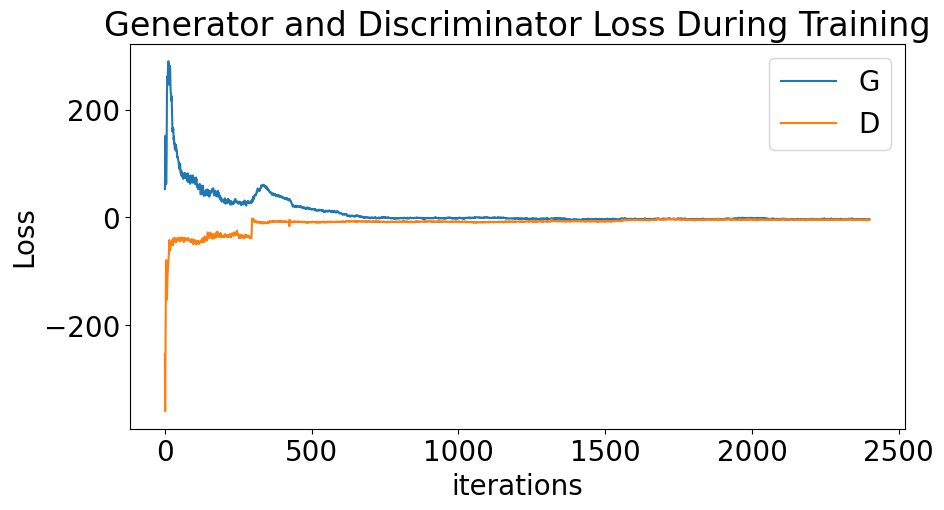 Generator and Discriminator Loss During Training
G
D
200
0
−200
Loss
0
500
1000
1500
2000
2500
iterations